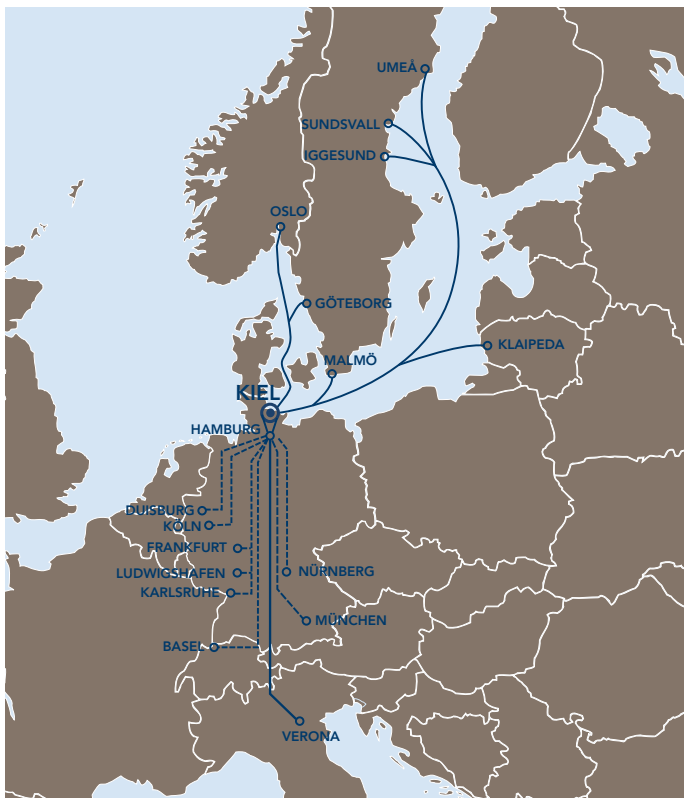 UMEÅ
SUNDSVALL
IGGESUND
OSLO
GÖTEBORG
KLAIPEDA
MALMÖ
KIEL
HAMBURG
DUISBURG
KÖLN
FRANKFURT
LUDWIGSHAFEN
NÜRNBERG
KARLSRUHE
MÜNCHEN
BASEL
VERONA